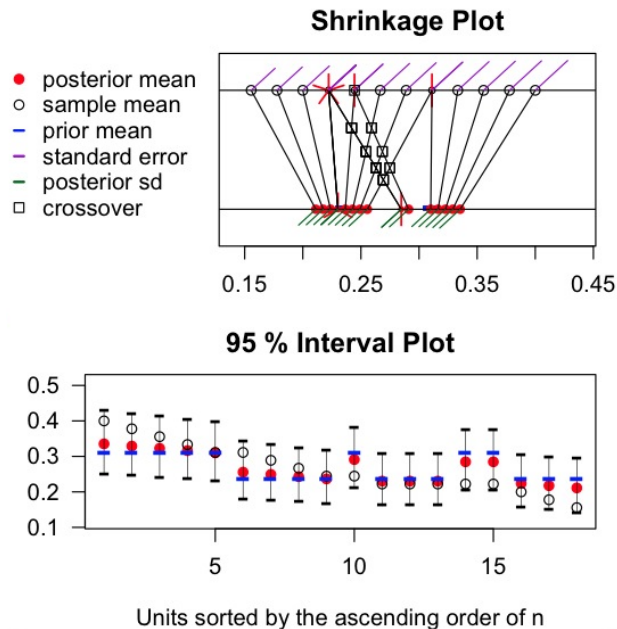 Shrinkage Plot
posterior mean
sample mean
prior mean
standard error
posterior sd
crossover
0.15 0.25 0.35 0.45
95 % Interval Plot
0.5
0.4
0.3
0.2
0.1
5 10 15
Units sorted by the ascending order of n